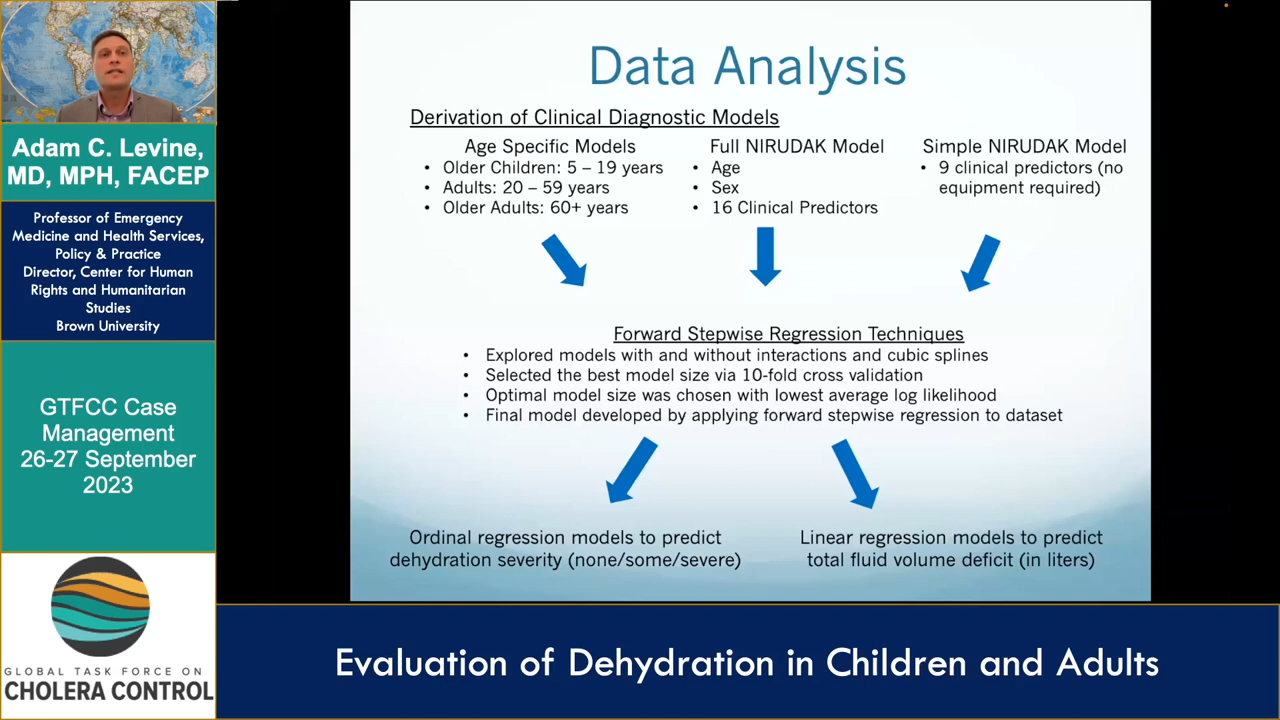 Adam C. Levine,
MD, MPH, FACEP
Professor of Emergency
Medicine and Health Services,
Policy & Practice
Director, Center for Human
Rights and Humanitarian
Studies
Brown University
GTFCC Case
Management
26-27 September
2023
GLOBAL TASK FORCE ON
CHOLERA CONTROL
Data Analysis
Derivation of Clinical Diagnostic Models
Age Specific Models
• Older Children: 5 – 19 years
• Adults: 20 – 59 years
• Older Adults: 60+ years
Full NIRUDAK Model
• Age
• Sex
• 16 Clinical Predictors
Simple NIRUDAK Model
• 9 clinical predictors (no
equipment required)
Forward Stepwise Regression Techniques
• Explored models with and without interactions and cubic splines
• Selected the best model size via 10-fold cross validation
• Optimal model size was chosen with lowest average log likelihood
• Final model developed by applying forward stepwise regression to dataset
Ordinal regression models to predict
dehydration severity (none/some/severe)
Linear regression models to predict
total fluid volume deficit (in liters)
Evaluation of Dehydration in Children and Adults